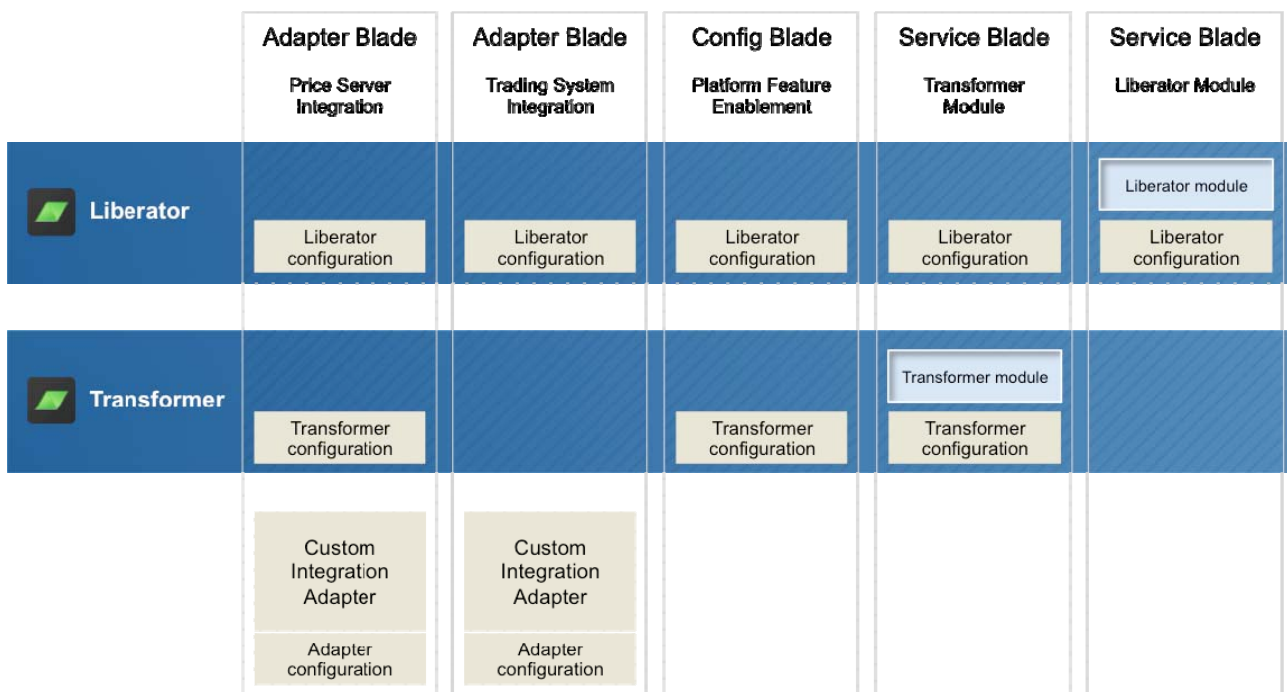 Adapter Blade
Price Server
Integration
Adapter Blade
Trading System
Integration
Config Blade
Platform Feature
Enablement
Service Blade
Transformer
Module
Service Blade
Liberator Module
Liberator
Liberator
configuration
Liberator
configuration
Liberator
configuration
Liberator
configuration
Liberator module
Liberator
configuration
Transformer
Transformer
configuration
Transformer
configuration
Transformer module
Transformer
configuration
Custom
Integration
Adapter
Adapter
configuration
Custom
Integration
Adapter
Adapter
configuration